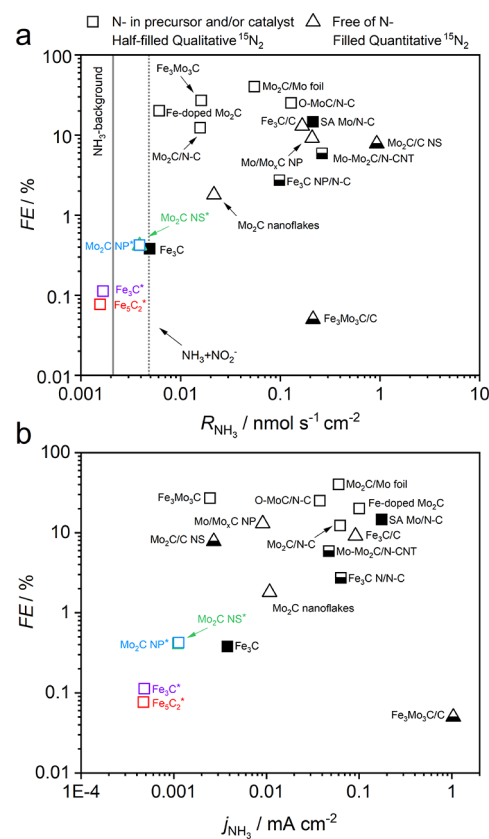 N- in precursor and/or catalyst Free of N-
Half-filled Qualitative ¹⁵N₂ Filled Quantitative ¹⁵N₂
a
100
10
1
0.1
0.01
FE / %
NH₃-background
Fe₃Mo₃C
Mo₂C/Mo foil
O-MoC/N-C
Fe-doped Mo₂C
Fe₃C/C
SA Mo/N-C
Mo₂C/N-C
Mo₂C/C NS
Mo/MoₓC NP
Mo-Mo₂C/N-CNT
Fe₃C NP/N-C
Mo₂C NS*
Mo₂C nanoflakes
Mo₂C NP*
Fe₃C
Fe₃C*
Fe₅C₂*
Fe₃Mo₃C/C
NH₃+NO₂⁻
0.001 0.01 0.1 1 10
R_NH₃ / nmol s⁻¹ cm⁻²
b
100
10
1
0.1
0.01
FE / %
Mo₂C/Mo foil
Fe₃Mo₃C
O-MoC/N-C
Fe-doped Mo₂C
Mo/MoₓC NP
SA Mo/N-C
Mo₂C/C NS
Fe₃C/C
Mo₂C/N-C
Mo-Mo₂C/N-CNT
Fe₃C N/N-C
Mo₂C nanoflakes
Mo₂C NS*
Mo₂C NP*
Fe₃C
Fe₃C*
Fe₅C₂*
Fe₃Mo₃C/C
1E-4 0.001 0.01 0.1 1
j_NH₃ / mA cm⁻²